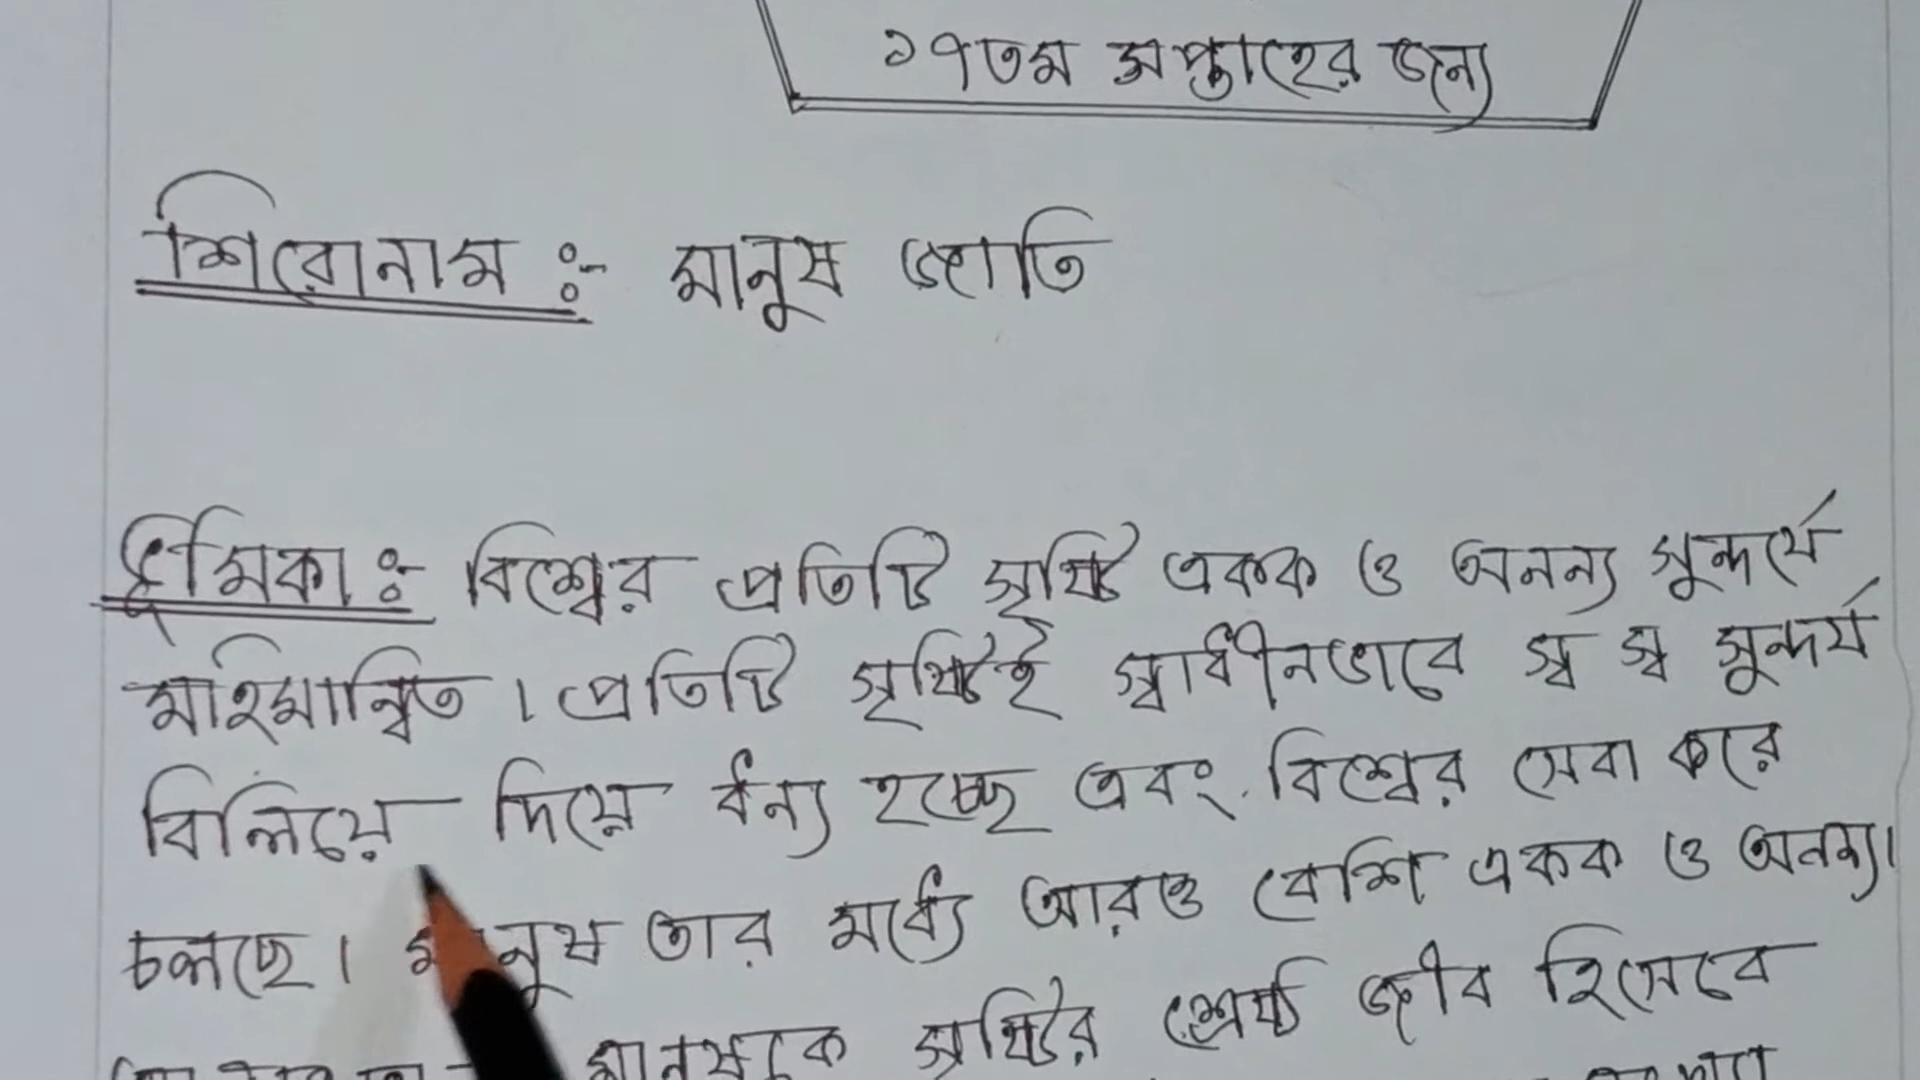 ১৭তম সপ্তাহের জন্য
শিরোনাম :- মানুষ জাতি
ভূমিকা :- বিশ্বের প্রতিটি সৃষ্টি একক ও অনন্য সুন্দর্যে
মহিমান্বিত । প্রতিটি সৃষ্টিই স্বাধীনভাবে স্ব স্ব সুন্দর্য
বিলিয়ে দিয়ে ধন্য হচ্ছে এবং বিশ্বের সেবা করে
চলছে । মানুষ তার মধ্যে আরও বেশি একক ও অনন্য।
মানুষকে সৃষ্টির শ্রেষ্ঠ জীব হিসেবে